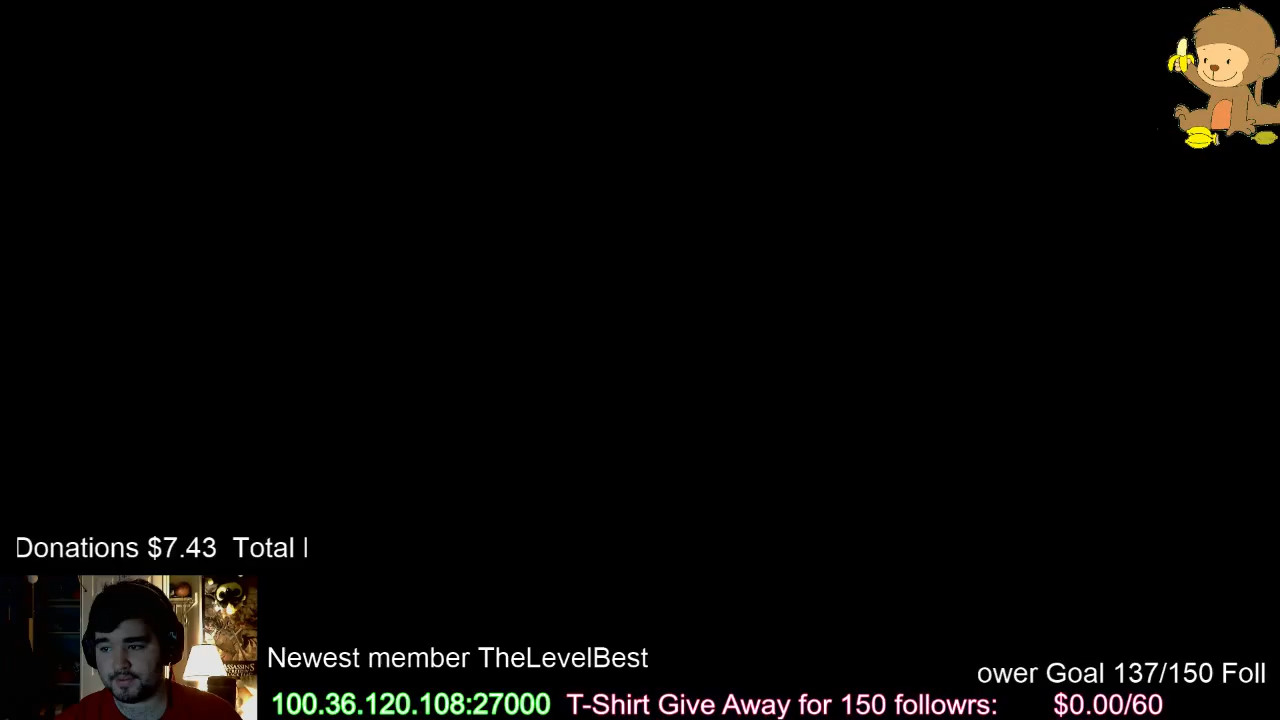 Donations $7.43  Total
Newest member TheLevelBest
ower Goal 137/150 Foll
100.36.120.108:27000 T-Shirt Give Away for 150 followrs: $0.00/60
ASSASSIN'S